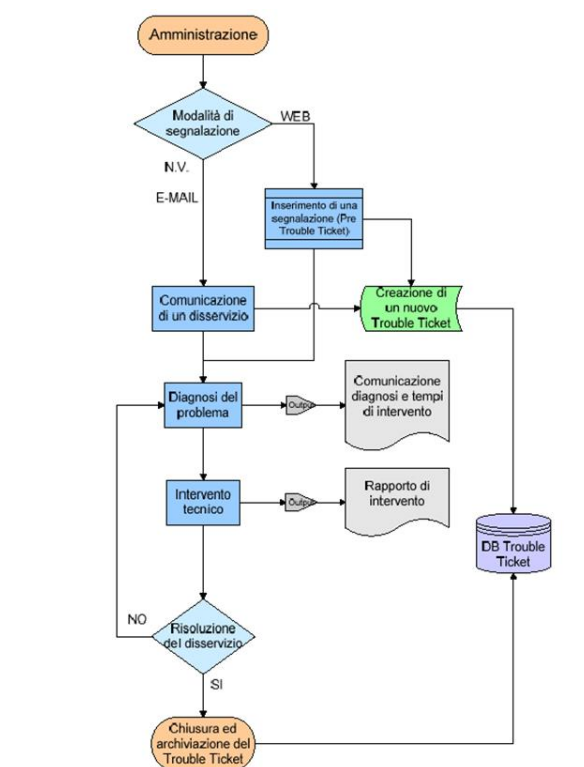 Amministrazione
Modalità di
segnalazione
WEB
N.V.
E-MAIL
Inserimento di una
segnalazione (Pre
Trouble Ticket)
Comunicazione
di un disservizio
Creazione di
un nuovo
Trouble Ticket
Diagnosi del
problema
Output
Comunicazione
diagnosi e tempi
di intervento
Intervento
tecnico
Output
Rapporto di
intervento
DB Trouble
Ticket
NO
Risoluzione
del disservizio
SI
Chiusura ed
archiviazione del
Trouble Ticket